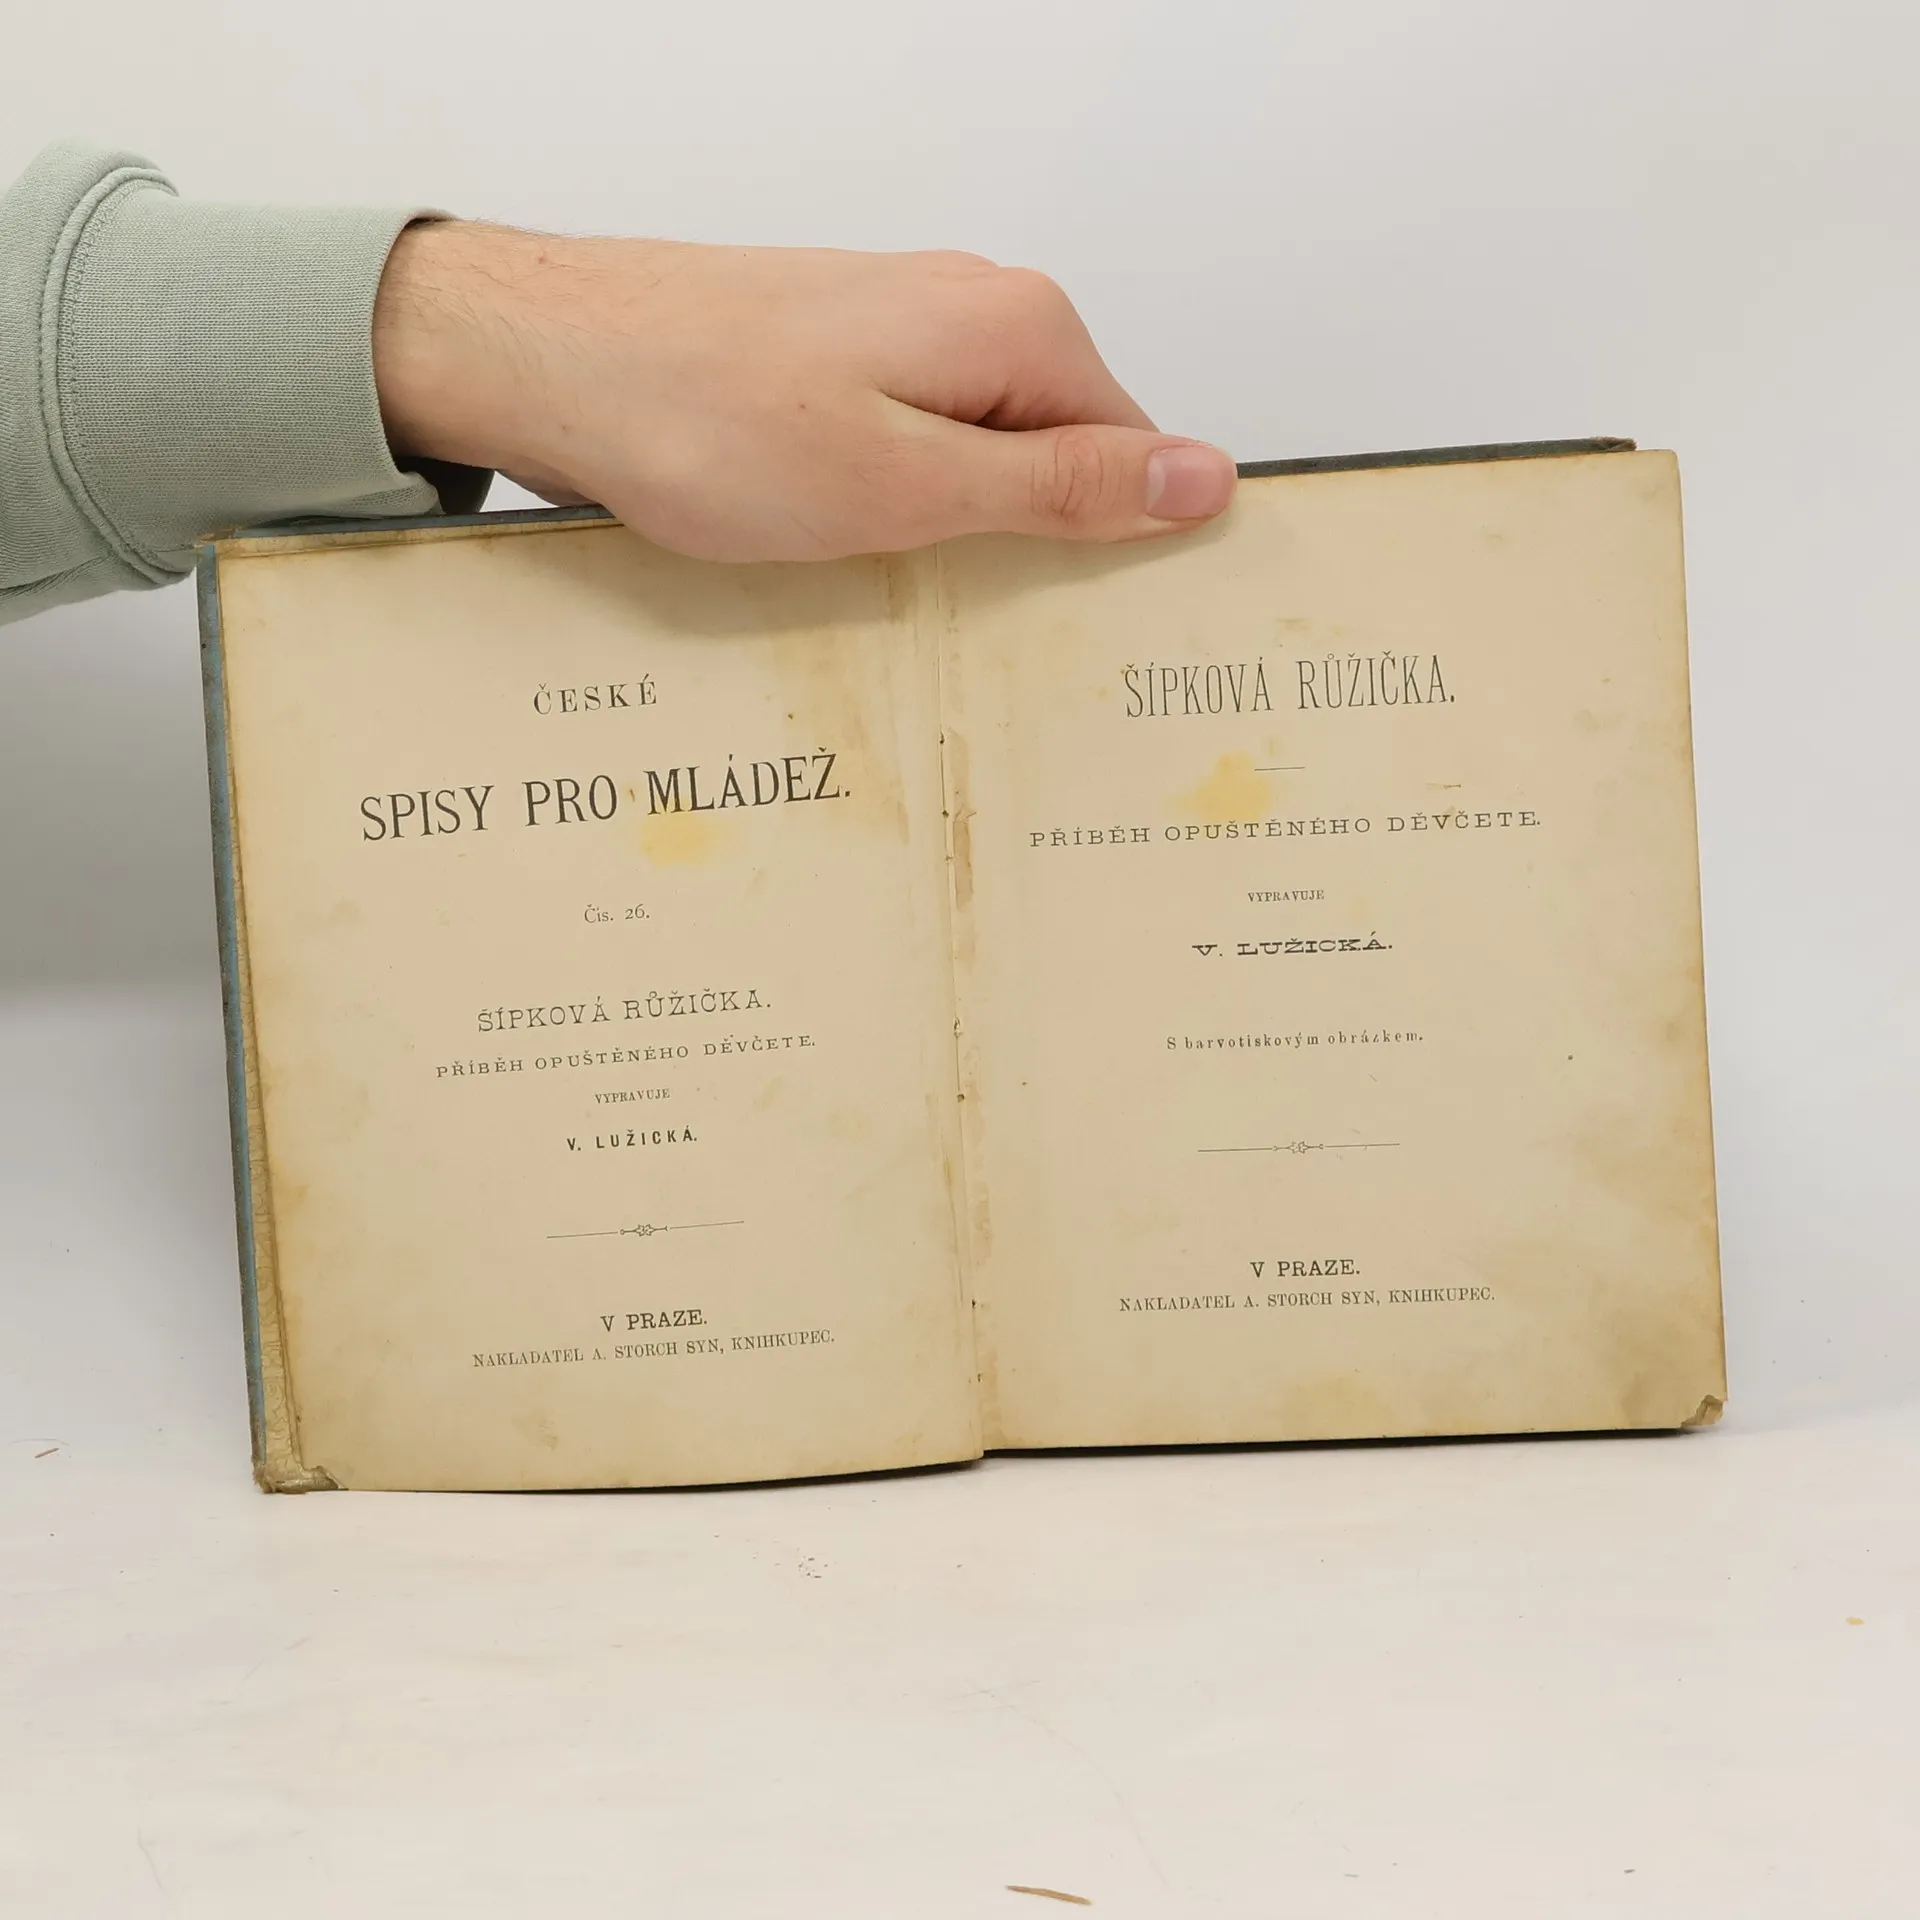 ČESKÉ
SPISY PRO MLÁDEŽ.
Čís. 26.
ŠÍPKOVÁ RŮŽIČKA.
PŘÍBĚH OPUŠTĚNÉHO DĚVČETE.
VYPRAVUJE
V. LUŽICKÁ.
V PRAZE.
NAKLADATEL A. STORCH SYN, KNIHKUPEC.
ŠÍPKOVÁ RŮŽIČKA.
PŘÍBĚH OPUŠTĚNÉHO DĚVČETE.
VYPRAVUJE
V. LUŽICKÁ.
S barvotiskovým obrázkem.
V PRAZE.
NAKLADATEL A. STORCH SYN, KNIHKUPEC.